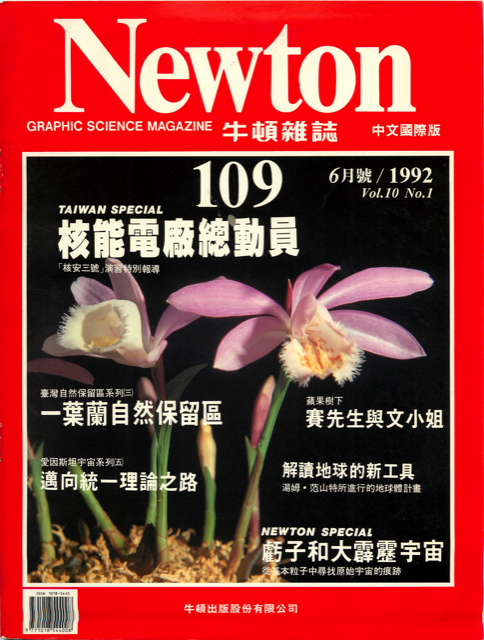 Newton
GRAPHIC SCIENCE MAGAZINE 牛頓雜誌 中文國際版
109
6月號 / 1992
Vol.10 No.1
TAIWAN SPECIAL
核能電廠總動員
「核安三號」演習特別報導
臺灣自然保留區系列㈢
一葉蘭自然保留區
蘋果樹下
賽先生與文小姐
愛因斯坦宇宙系列㈤
邁向統一理論之路
解讀地球的新工具
湯姆・范山特所進行的地球體計畫
NEWTON SPECIAL
虧子和大霹靂宇宙
從基本粒子中尋找原始宇宙的痕跡
ISSN 1018-5445
9 771018 544008
牛頓出版股份有限公司